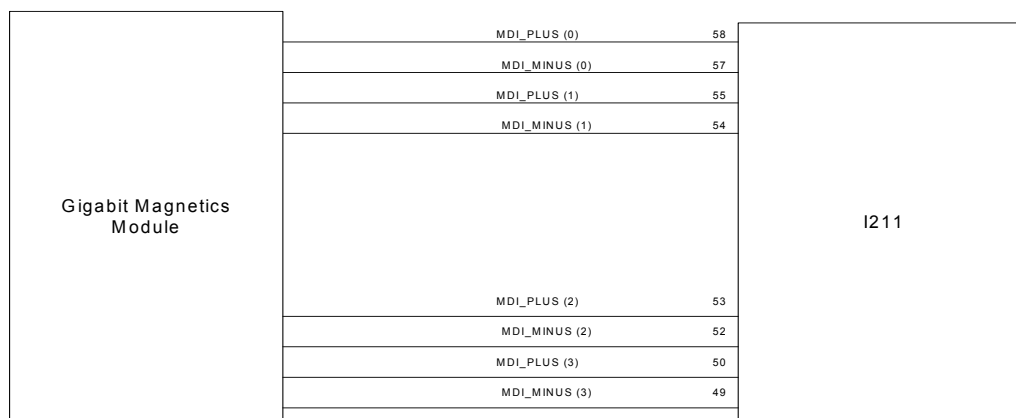 MDI_PLUS (0) 58
MDI_MINUS (0) 57
MDI_PLUS (1) 55
MDI_MINUS (1) 54
Gigabit Magnetics
Module
I211
MDI_PLUS (2) 53
MDI_MINUS (2) 52
MDI_PLUS (3) 50
MDI_MINUS (3) 49